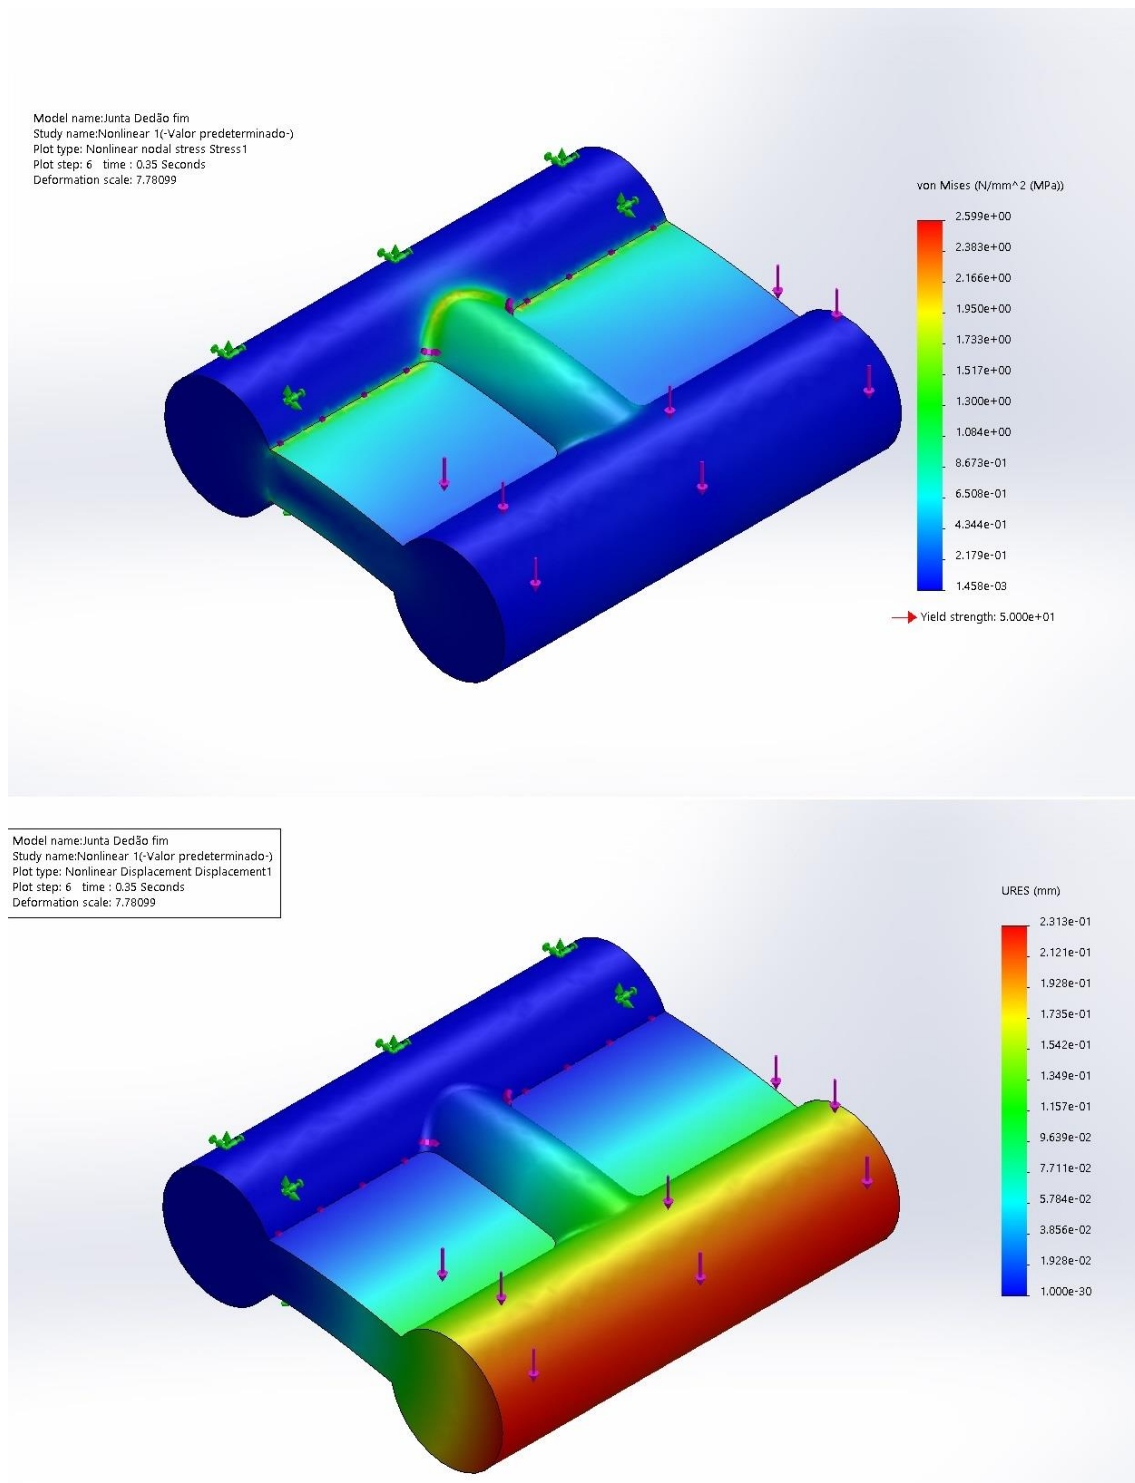 Model name:Junta Dedão fim
Study name:Nonlinear 1(-Valor predeterminado-)
Plot type: Nonlinear nodal stress Stress1
Plot step: 6   time : 0.35 Seconds
Deformation scale: 7.78099
von Mises (N/mm^2 (MPa))
2.599e+00
2.383e+00
2.166e+00
1.950e+00
1.733e+00
1.517e+00
1.300e+00
1.084e+00
8.673e-01
6.508e-01
4.344e-01
2.179e-01
1.458e-03
Yield strength: 5.000e+01
Model name:Junta Dedão fim
Study name:Nonlinear 1(-Valor predeterminado-)
Plot type: Nonlinear Displacement Displacement1
Plot step: 6   time : 0.35 Seconds
Deformation scale: 7.78099
URES (mm)
2.313e-01
2.121e-01
1.928e-01
1.735e-01
1.542e-01
1.349e-01
1.157e-01
9.639e-02
7.711e-02
5.784e-02
3.856e-02
1.928e-02
1.000e-30